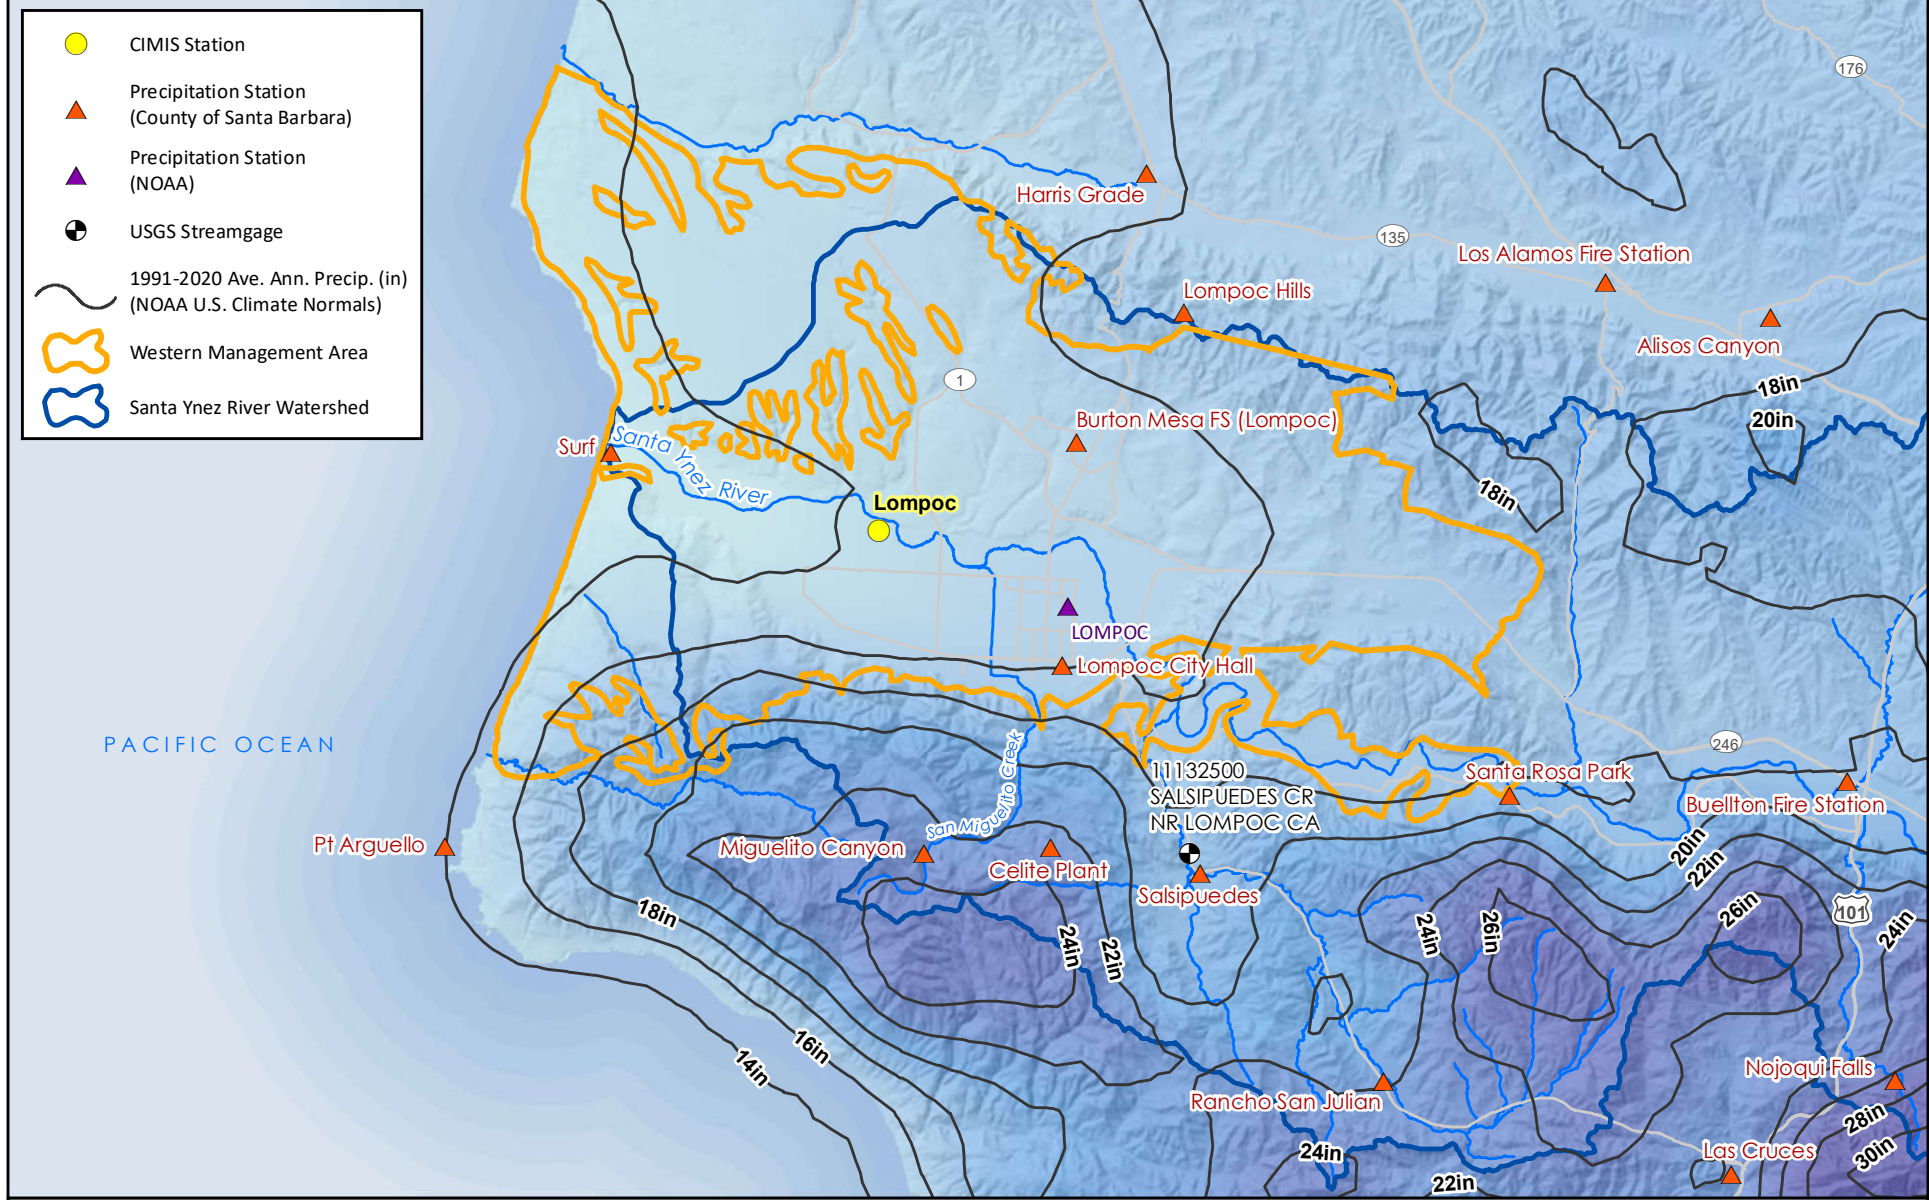 CIMIS Station
Precipitation Station
(County of Santa Barbara)
Precipitation Station
(NOAA)
USGS Streamgage
1991-2020 Ave. Ann. Precip. (in)
(NOAA U.S. Climate Normals)
Western Management Area
Santa Ynez River Watershed
176
Harris Grade
135
Los Alamos Fire Station
Lompoc Hills
Alisos Canyon
1
18in
20in
Burton Mesa FS (Lompoc)
Surf
Santa Ynez River
18in
Lompoc
LOMPOC
Lompoc City Hall
PACIFIC OCEAN
246
San Miguelito Creek
11132500
SALSIPUEDES CR
NR LOMPOC CA
Santa Rosa Park
Buellton Fire Station
Pt Arguello
Miguelito Canyon
Celite Plant
Salsipuedes
20in
22in
18in
24in
22in
24in
26in
26in
101
24in
16in
14in
Nojoqui Falls
Rancho San Julian
28in
30in
24in
Las Cruces
22in